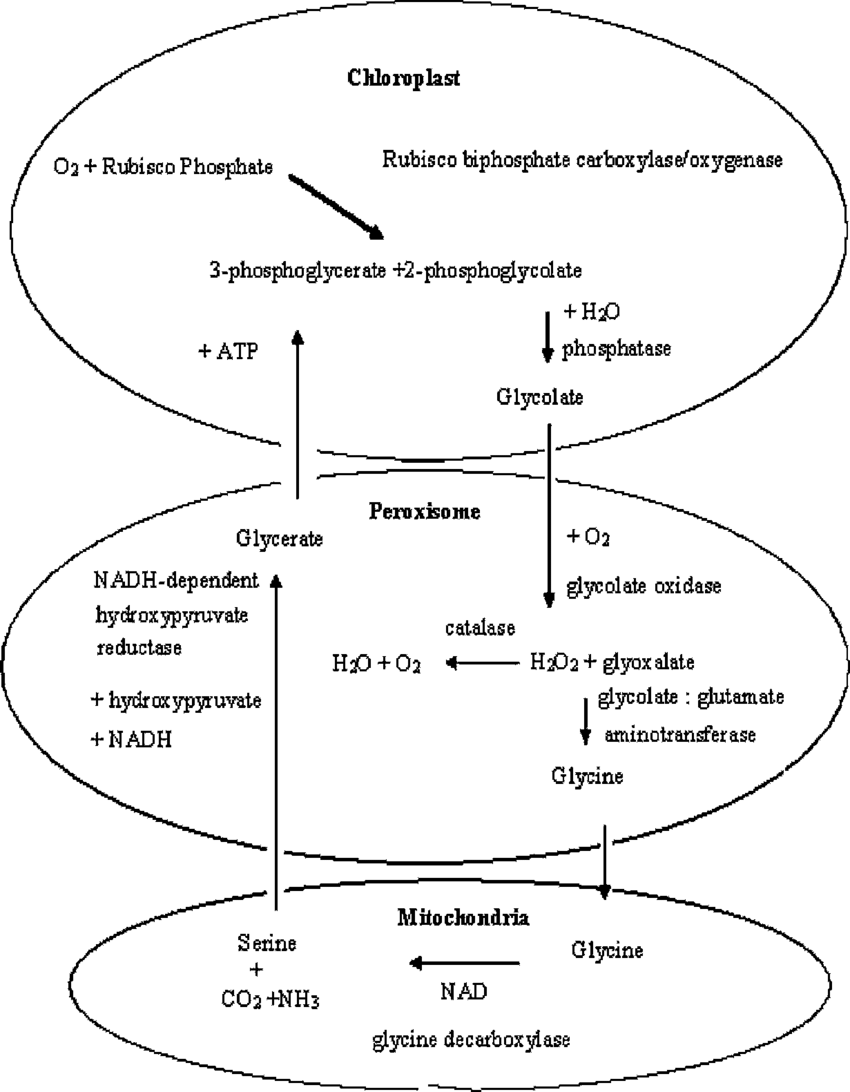 Chloroplast
O2 + Rubisco Phosphate
Rubisco biphosphate carboxylase/oxygenase
3-phosphoglycerate +2-phosphoglycolate
+ H2O
phosphatase
+ ATP
Glycolate
Peroxisome
Glycerate
+ O2
NADH-dependent
hydroxypyruvate
reductase
glycolate oxidase
catalase
H2O + O2
H2O2 + glyoxalate
+ hydroxypyruvate
+ NADH
glycolate : glutamate
aminotransferase
Glycine
Mitochondria
Serine
+
CO2 +NH3
Glycine
NAD
glycine decarboxylase